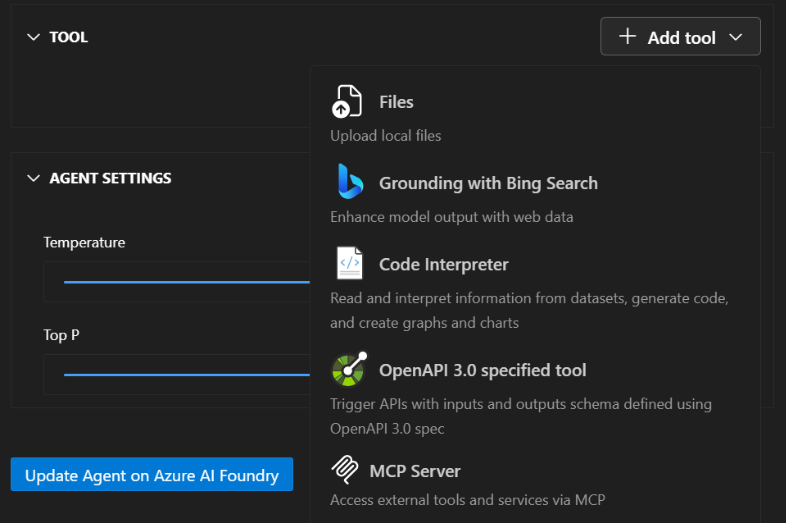 TOOL
Add tool
Files
Upload local files
AGENT SETTINGS
Grounding with Bing Search
Enhance model output with web data
Temperature
Code Interpreter
Read and interpret information from datasets, generate code,
and create graphs and charts
Top P
OpenAPI 3.0 specified tool
Trigger APIs with inputs and outputs schema defined using
OpenAPI 3.0 spec
Update Agent on Azure AI Foundry
MCP Server
Access external tools and services via MCP